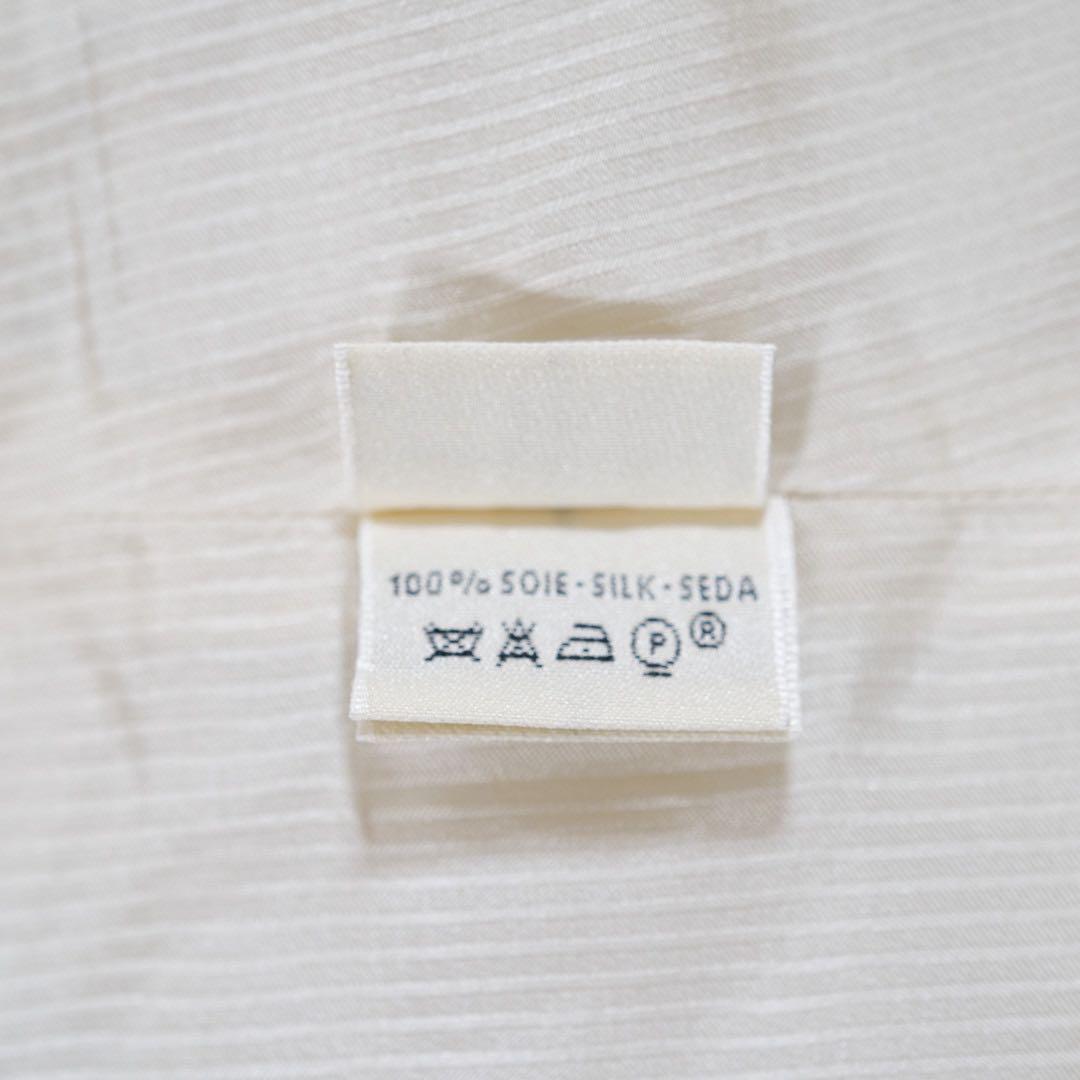 100% SOIE - SILK - SEDA
P ®